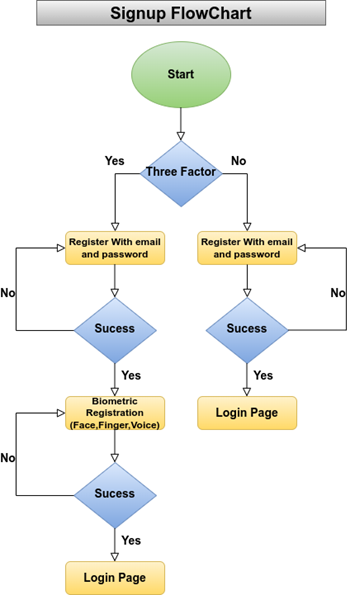 Signup FlowChart
Start
Three Factor
Yes
No
Register With email
and password
Register With email
and password
No
Sucess
Sucess
No
Yes
Yes
Biometric
Registration
(Face,Finger,Voice)
Login Page
No
Sucess
Yes
Login Page